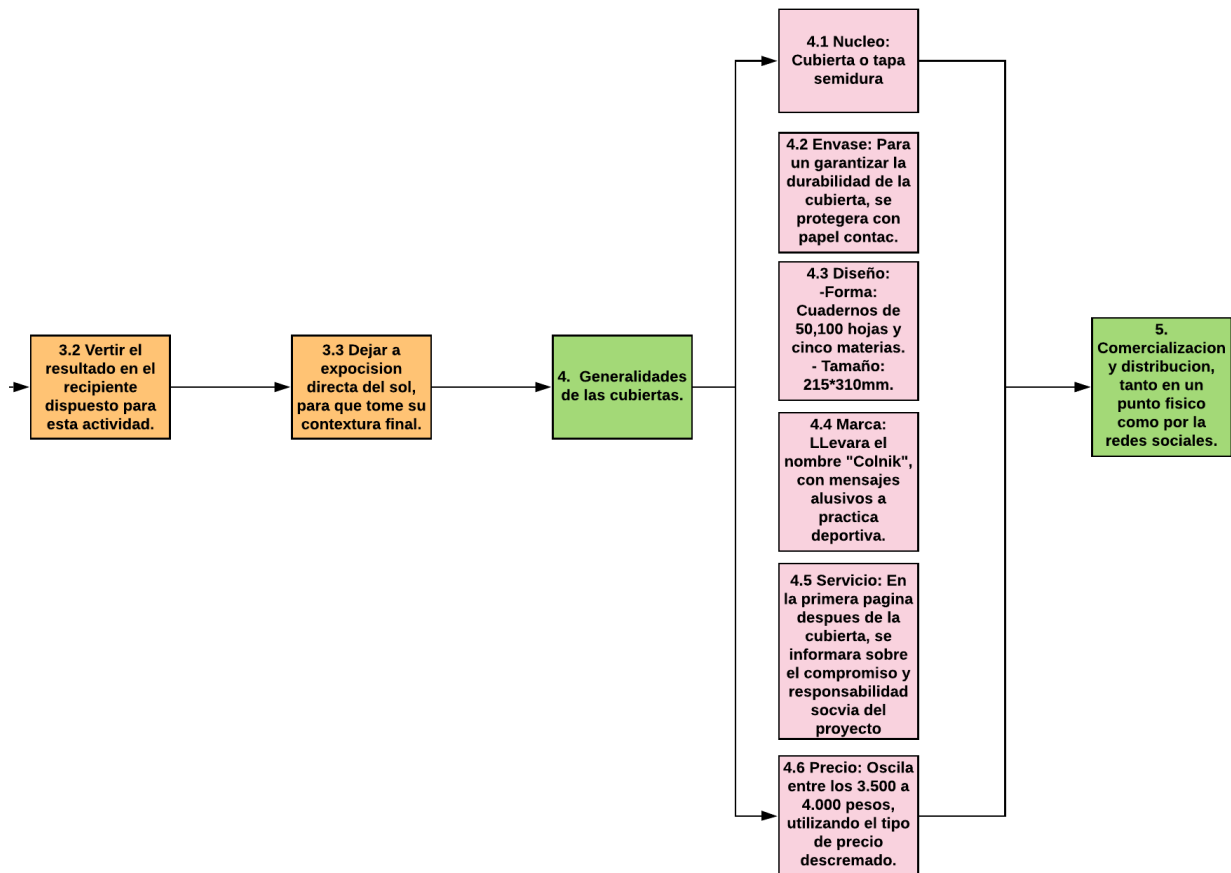 3.2 Vertir el
resultado en el
recipiente
dispuesto para
esta actividad.
3.3 Dejar a
expocision
directa del sol,
para que tome su
contextura final.
4.  Generalidades
de las cubiertas.
4.1 Nucleo:
Cubierta o tapa
semidura
4.2 Envase: Para
un garantizar la
durabilidad de la
cubierta, se
protegera con
papel contac.
4.3 Diseño:
-Forma:
Cuadernos de
50,100 hojas y
cinco materias.
- Tamaño:
215*310mm.
4.4 Marca:
LLevara el
nombre "Colnik",
con mensajes
alusivos a
practica
deportiva.
4.5 Servicio: En
la primera pagina
despues de la
cubierta, se
informara sobre
el compromiso y
responsabilidad
socvia del
proyecto
4.6 Precio: Oscila
entre los 3.500 a
4.000 pesos,
utilizando el tipo
de precio
descremado.
5.
Comercializacion
y distribucion,
tanto en un
punto fisico
como por la
redes sociales.